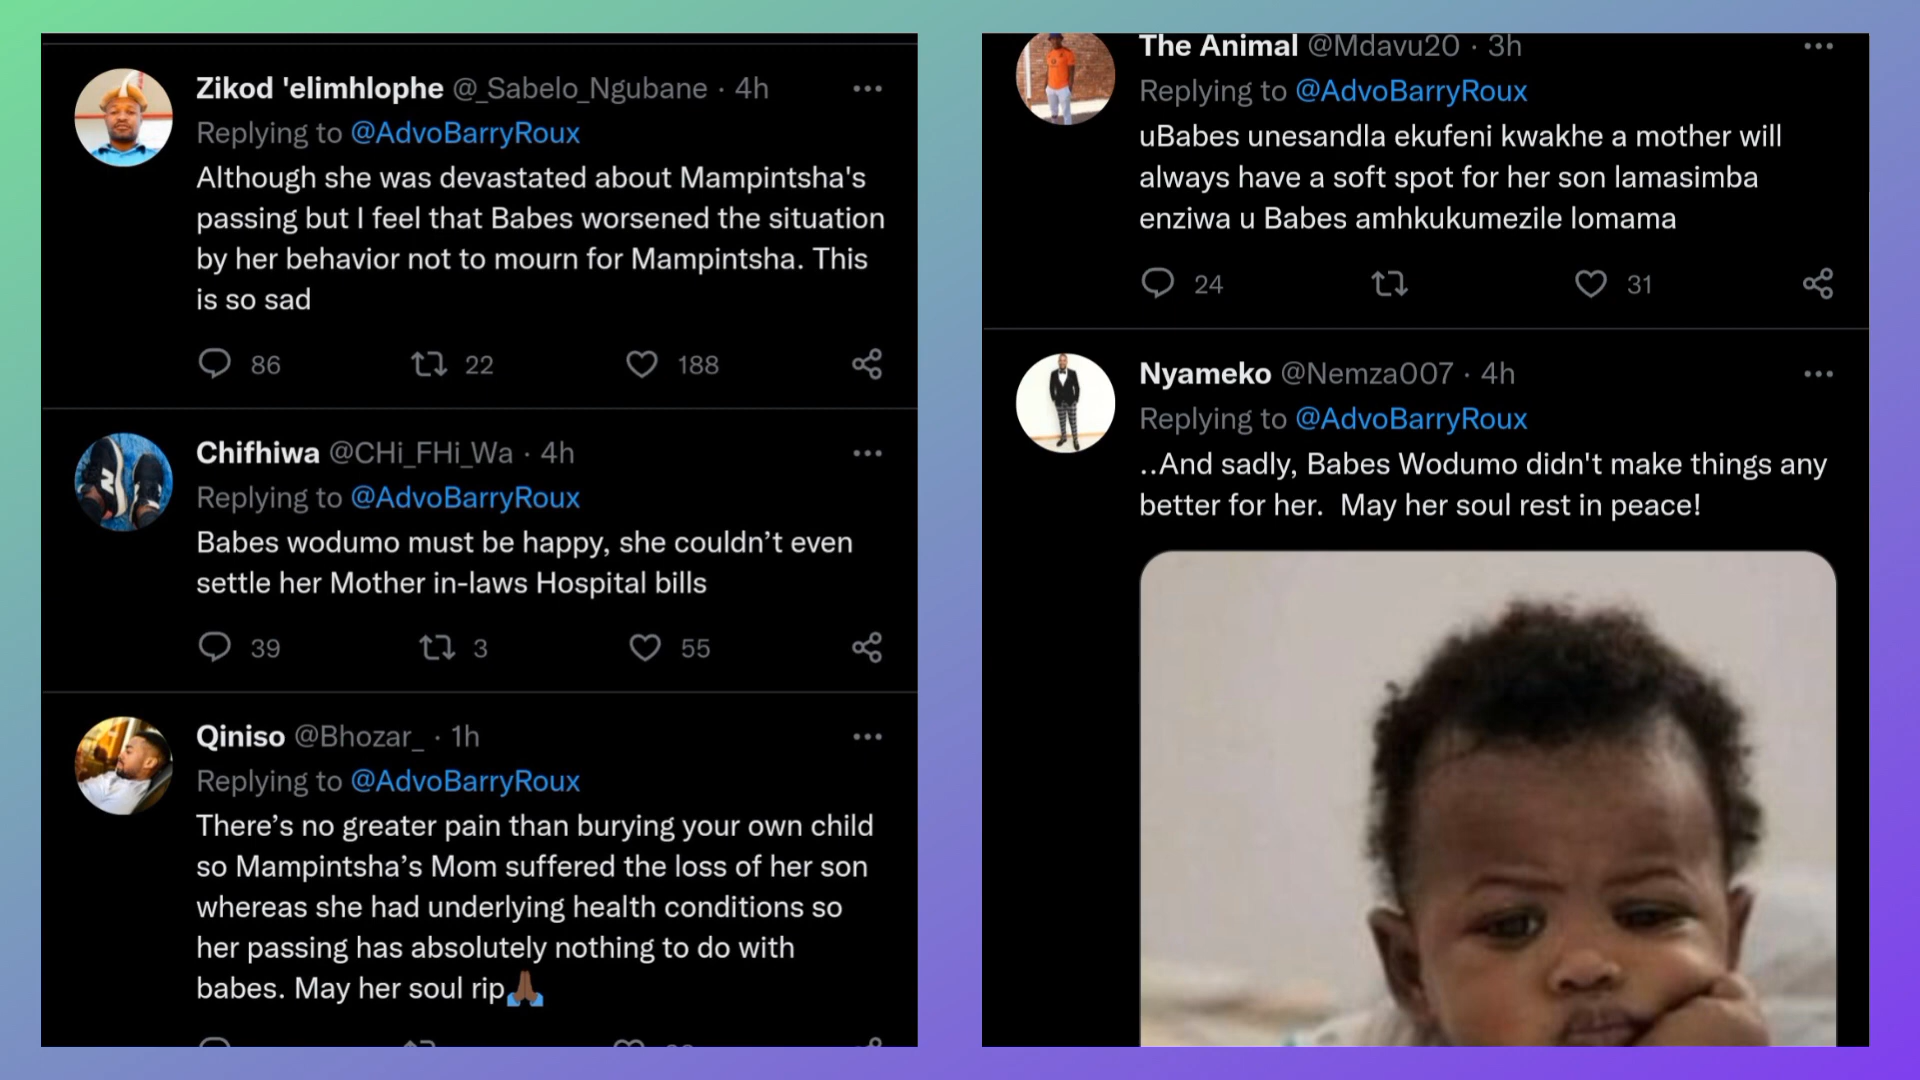 Zikod 'elimhlophe @_Sabelo_Ngubane · 4h
Replying to @AdvoBarryRoux
Although she was devastated about Mampintsha's
passing but I feel that Babes worsened the situation
by her behavior not to mourn for Mampintsha. This
is so sad
86 22 188
Chifhiwa @CHi_FHi_Wa · 4h
Replying to @AdvoBarryRoux
Babes wodumo must be happy, she couldn’t even
settle her Mother in-laws Hospital bills
39 3 55
Qiniso @Bhozar_ · 1h
Replying to @AdvoBarryRoux
There’s no greater pain than burying your own child
so Mampintsha’s Mom suffered the loss of her son
whereas she had underlying health conditions so
her passing has absolutely nothing to do with
babes. May her soul rip🙏🏾
The Animal @Mdavu20 · 3h
Replying to @AdvoBarryRoux
uBabes unesandla ekufeni kwakhe a mother will
always have a soft spot for her son lamasimba
enziwa u Babes amhkukumezile lomama
24 31
Nyameko @Nemza007 · 4h
Replying to @AdvoBarryRoux
..And sadly, Babes Wodumo didn't make things any
better for her.  May her soul rest in peace!